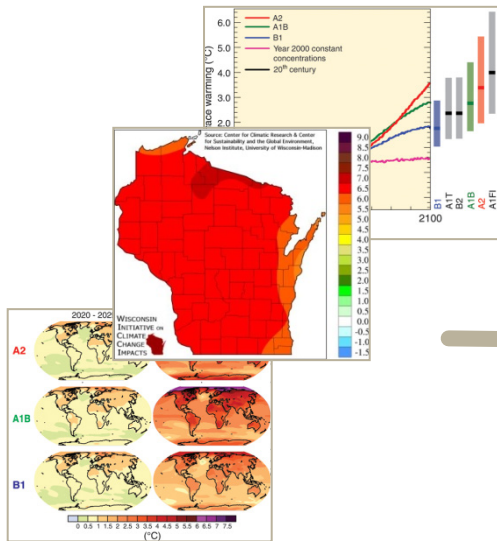 A2
A1B
B1
Year 2000 constant
concentrations
20th century
ace warming (°C)
6.0
5.0
4.0
3.0
2.0
2100
B1
A1T
B2
A1B
A2
A1FI
Source: Center for Climatic Research & Center
for Sustainability and the Global Environment,
Nelson Institute, University of Wisconsin-Madison
9.0
8.0
7.5
7.0
6.5
6.0
5.5
5.0
4.5
4.0
3.5
3.0
2.5
2.0
1.5
1.0
0.5
0.0
-0.5
-1.0
-1.5
WISCONSIN
INITIATIVE ON
CLIMATE
CHANGE
IMPACTS
2020 - 202
A2
A1B
B1
0 0.5 1 1.5 2 2.5 3 3.5 4 4.5 5 5.5 6 6.5 7 7.5
(°C)